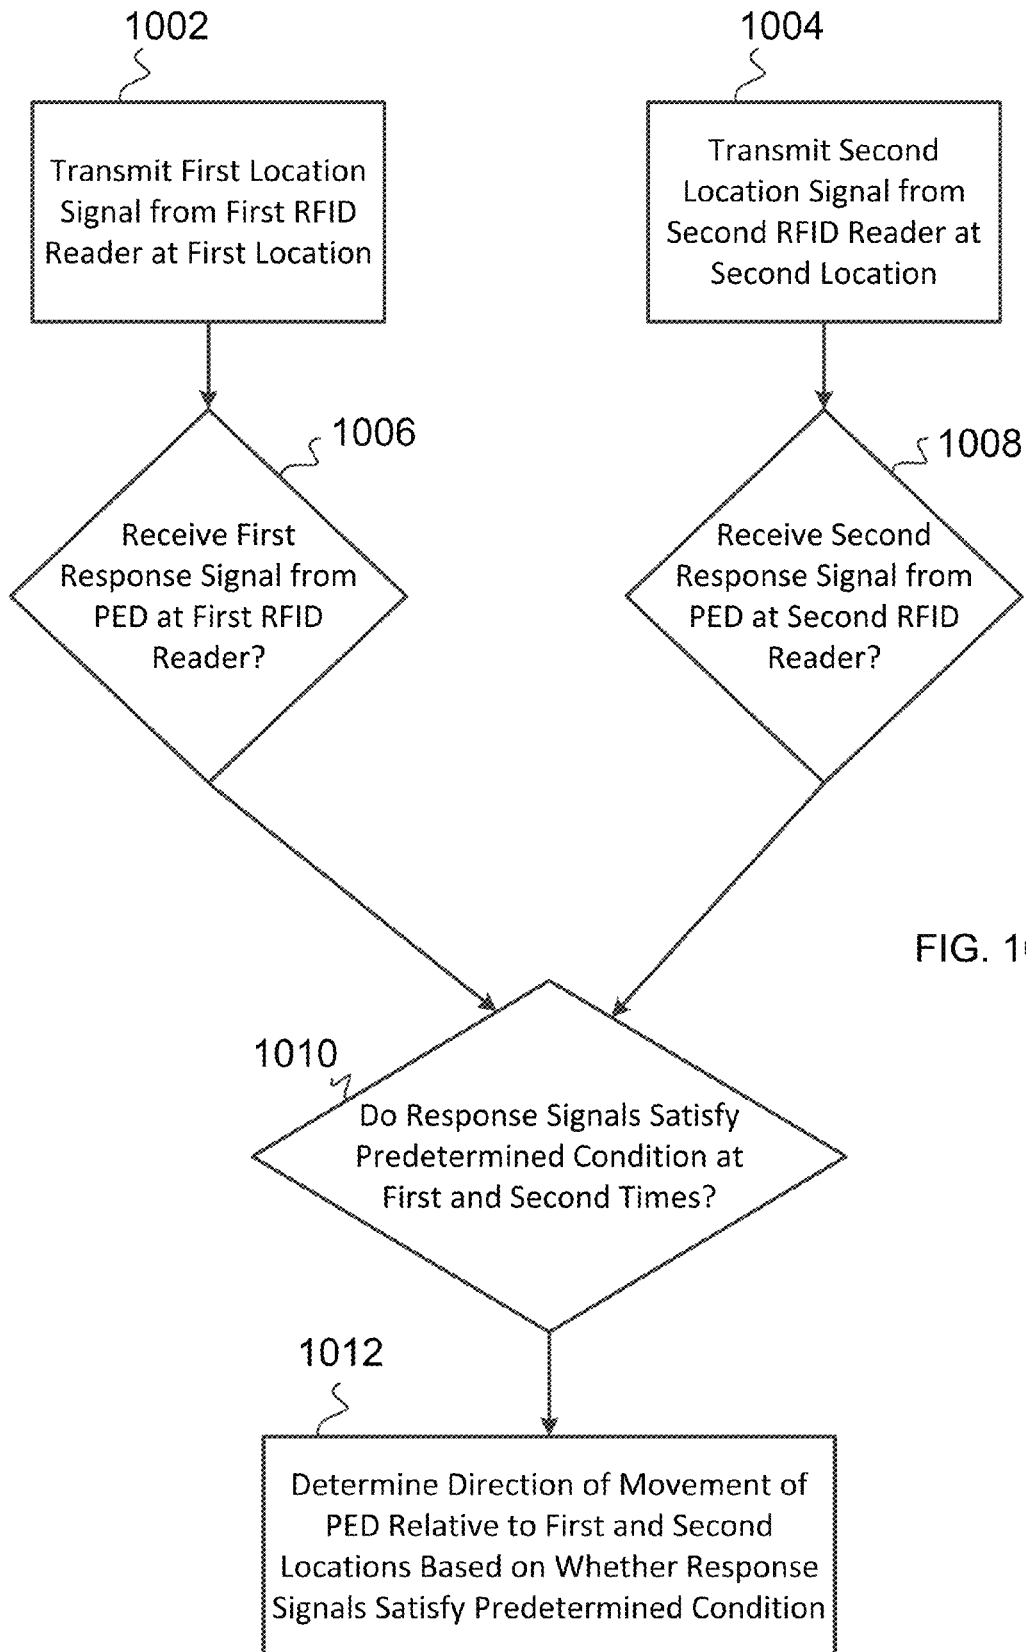 1002
Transmit First Location
Signal from First RFID
Reader at First Location
1004
Transmit Second
Location Signal from
Second RFID Reader at
Second Location
1006
Receive First
Response Signal from
PED at First RFID
Reader?
1008
Receive Second
Response Signal from
PED at Second RFID
Reader?
FIG. 10
1010
Do Response Signals Satisfy
Predetermined Condition at
First and Second Times?
1012
Determine Direction of Movement of
PED Relative to First and Second
Locations Based on Whether Response
Signals Satisfy Predetermined Condition